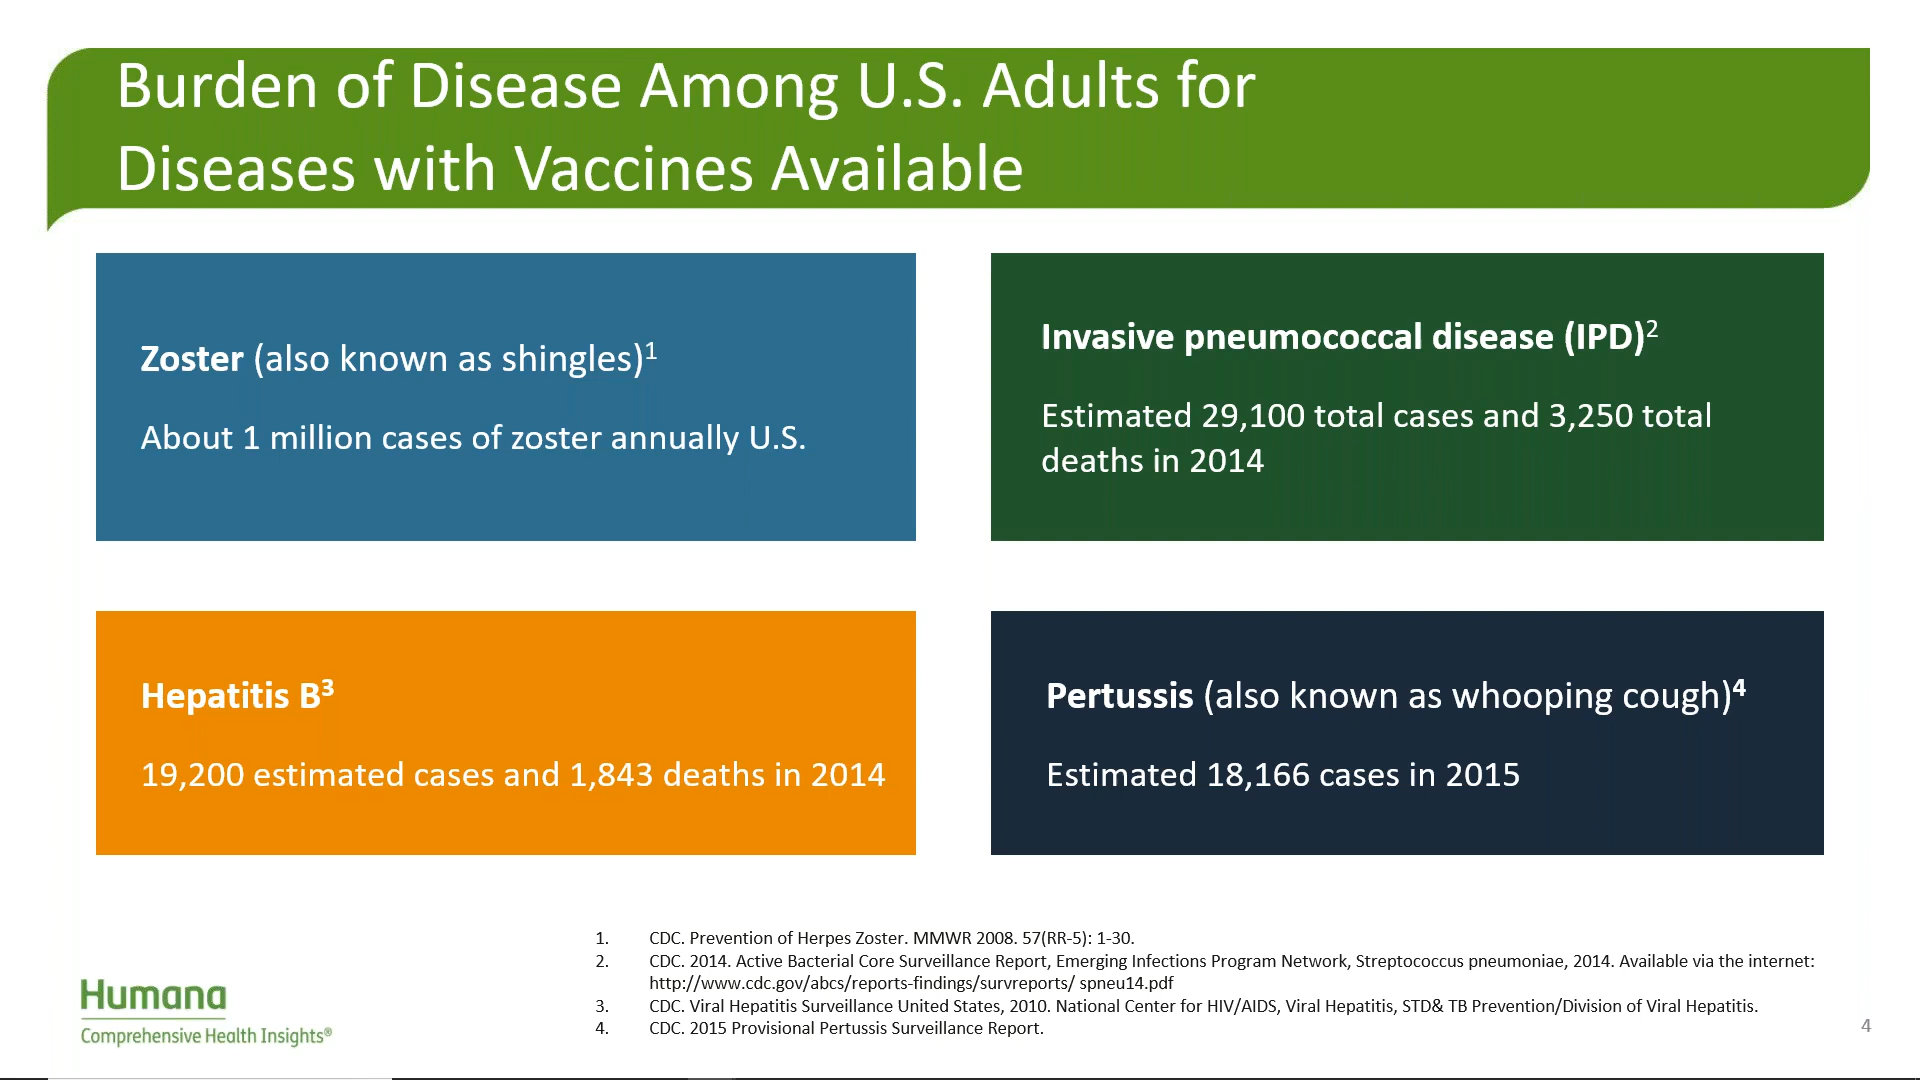 Burden of Disease Among U.S. Adults for
Diseases with Vaccines Available
Zoster (also known as shingles)1
About 1 million cases of zoster annually U.S.
Invasive pneumococcal disease (IPD)2
Estimated 29,100 total cases and 3,250 total
deaths in 2014
Hepatitis B3
19,200 estimated cases and 1,843 deaths in 2014
Pertussis (also known as whooping cough)4
Estimated 18,166 cases in 2015
1. CDC. Prevention of Herpes Zoster. MMWR 2008. 57(RR-5): 1-30.
2. CDC. 2014. Active Bacterial Core Surveillance Report, Emerging Infections Program Network, Streptococcus pneumoniae, 2014. Available via the internet:
http://www.cdc.gov/abcs/reports-findings/survreports/ spneu14.pdf
3. CDC. Viral Hepatitis Surveillance United States, 2010. National Center for HIV/AIDS, Viral Hepatitis, STD& TB Prevention/Division of Viral Hepatitis.
4. CDC. 2015 Provisional Pertussis Surveillance Report.
Humana
Comprehensive Health Insights®
4